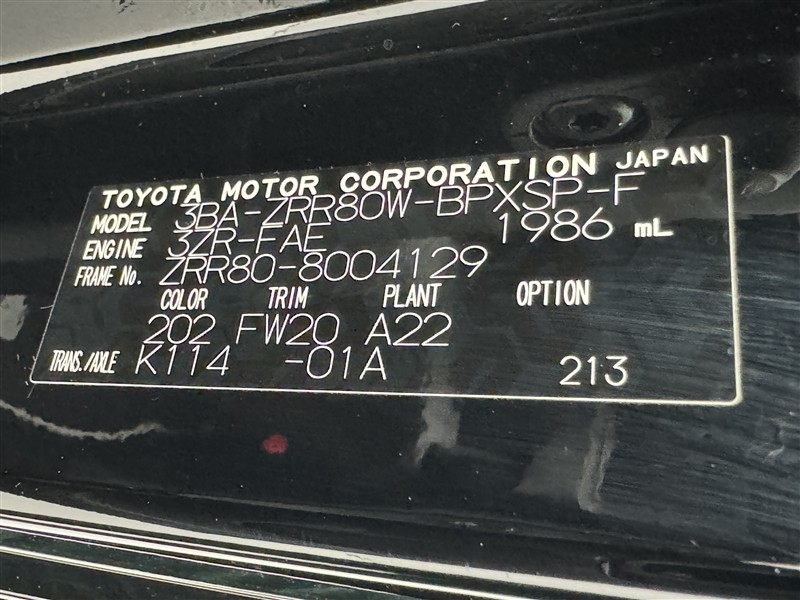 TOYOTA MOTOR CORPORATION JAPAN
MODEL 3BA-ZRR80W-BPXSP-F
ENGINE 3ZR-FAE 1986 mL
FRAME No. ZRR80-8004129
COLOR TRIM PLANT OPTION
202 FW20 A22
TRANS./AXLE K114 -01A 213